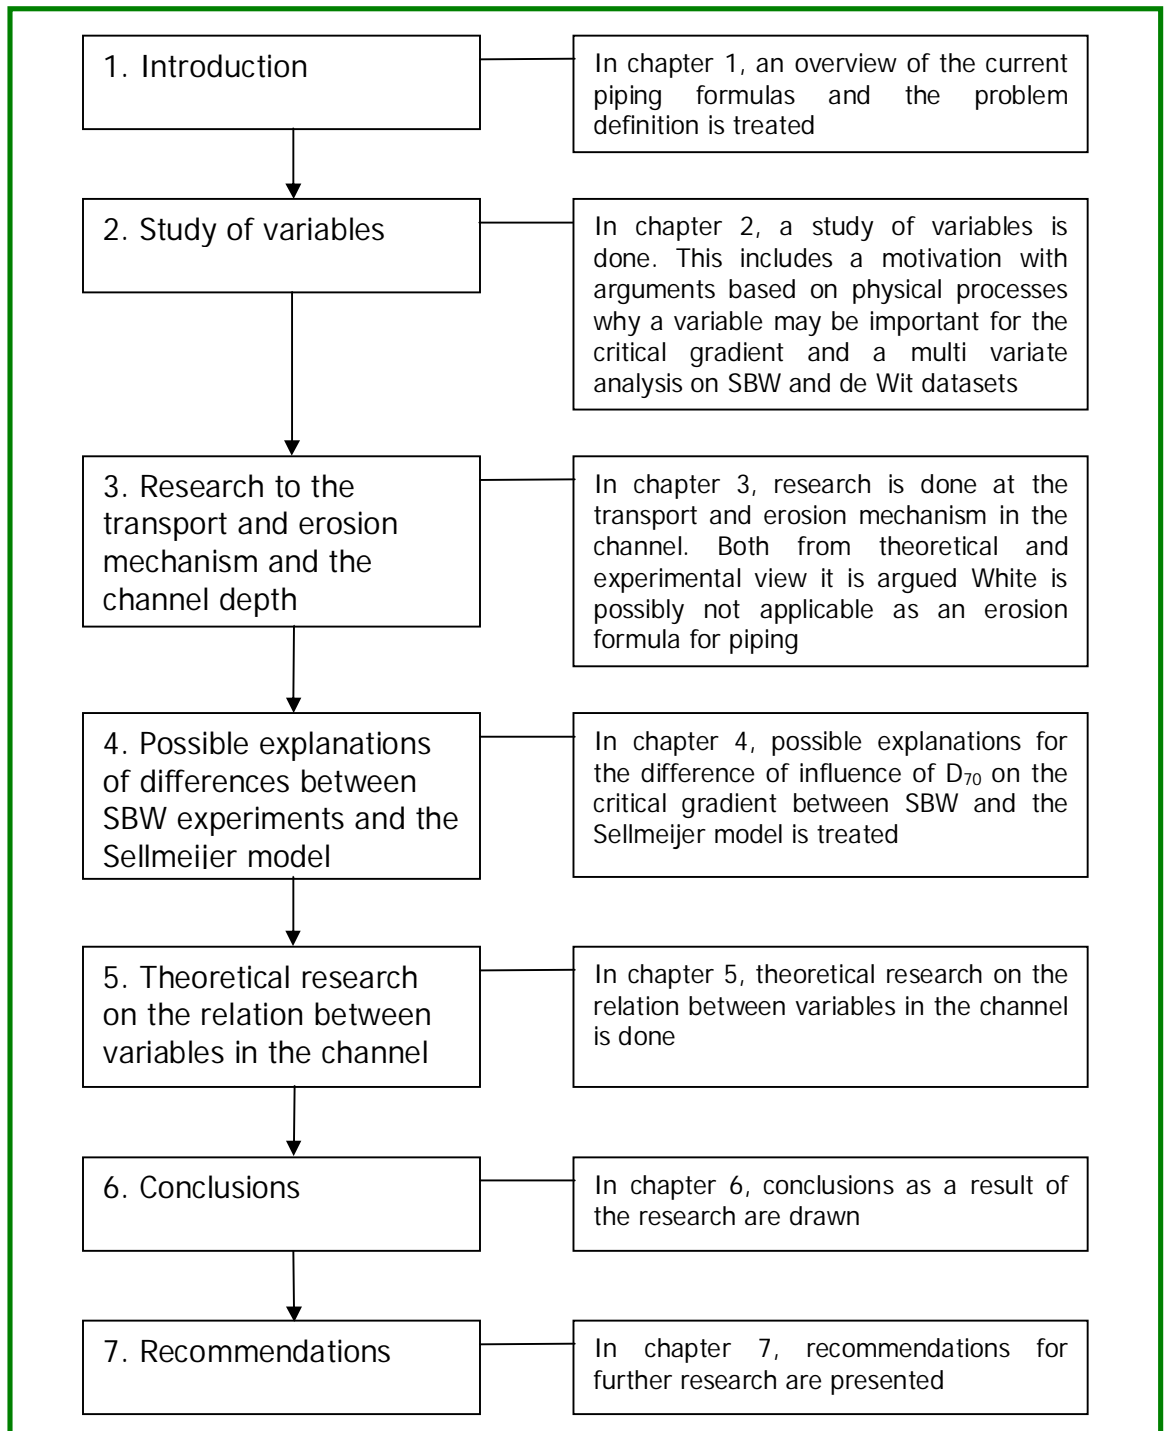 1. Introduction
In chapter 1, an overview of the current
piping formulas and the problem
definition is treated
2. Study of variables
In chapter 2, a study of variables is
done. This includes a motivation with
arguments based on physical processes
why a variable may be important for the
critical gradient and a multi variate
analysis on SBW and de Wit datasets
3. Research to the
transport and erosion
mechanism and the
channel depth
In chapter 3, research is done at the
transport and erosion mechanism in the
channel. Both from theoretical and
experimental view it is argued White is
possibly not applicable as an erosion
formula for piping
4. Possible explanations
of differences between
SBW experiments and the
Sellmeijer model
In chapter 4, possible explanations for
the difference of influence of D₇₀ on the
critical gradient between SBW and the
Sellmeijer model is treated
5. Theoretical research
on the relation between
variables in the channel
In chapter 5, theoretical research on the
relation between variables in the channel
is done
6. Conclusions
In chapter 6, conclusions as a result of
the research are drawn
7. Recommendations
In chapter 7, recommendations for
further research are presented